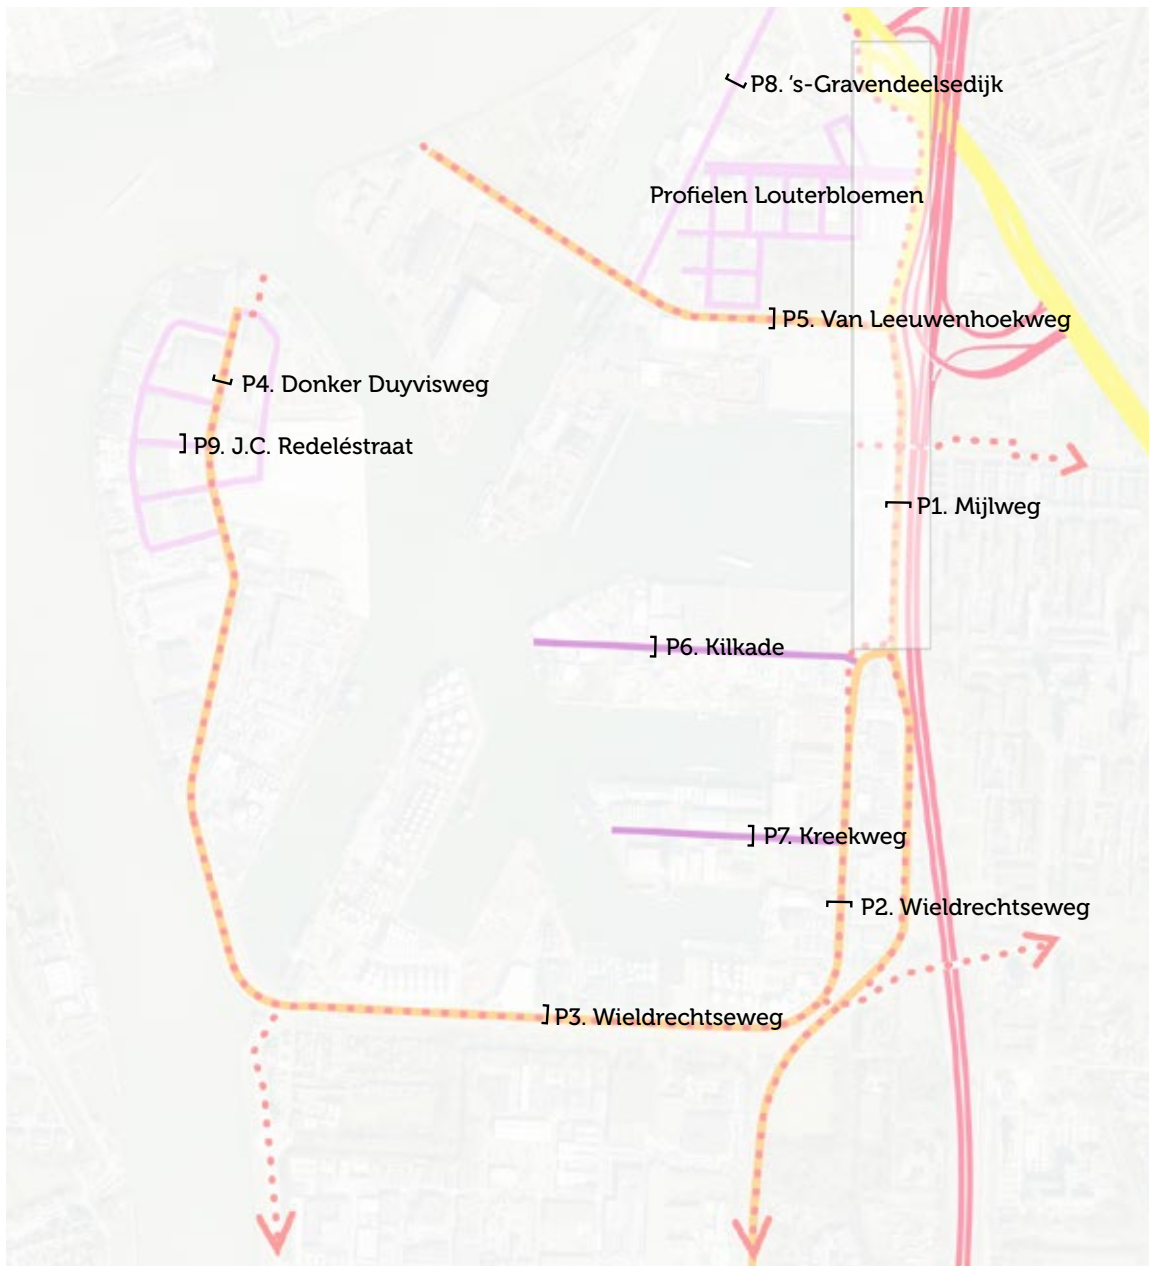 P8. ‘s-Gravendeelsedijk
Profielen Louterbloemen
P5. Van Leeuwenhoekweg
P4. Donker Duyvisweg
P9. J.C. Redeléstraat
P1. Mijlweg
P6. Kilkade
P7. Kreekweg
P2. Wieldrechtseweg
P3. Wieldrechtseweg